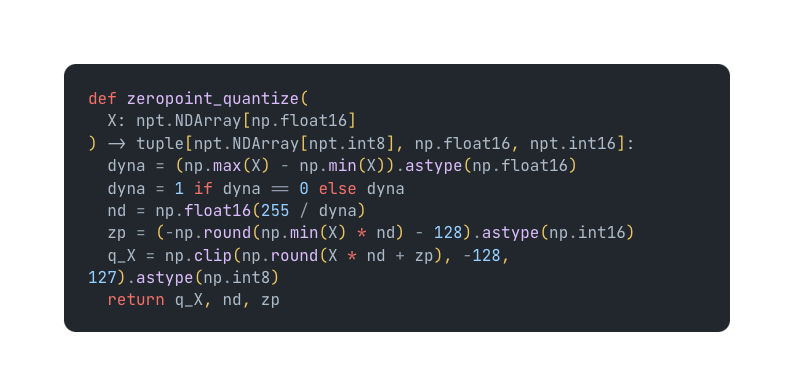 def zeropoint_quantize(
  X: npt.NDArray[np.float16]
) -> tuple[npt.NDArray[npt.int8], np.float16, npt.int16]:
  dyna = (np.max(X) - np.min(X)).astype(np.float16)
  dyna = 1 if dyna == 0 else dyna
  nd = np.float16(255 / dyna)
  zp = (-np.round(np.min(X) * nd) - 128).astype(np.int16)
  q_X = np.clip(np.round(X * nd + zp), -128,
127).astype(np.int8)
  return q_X, nd, zp